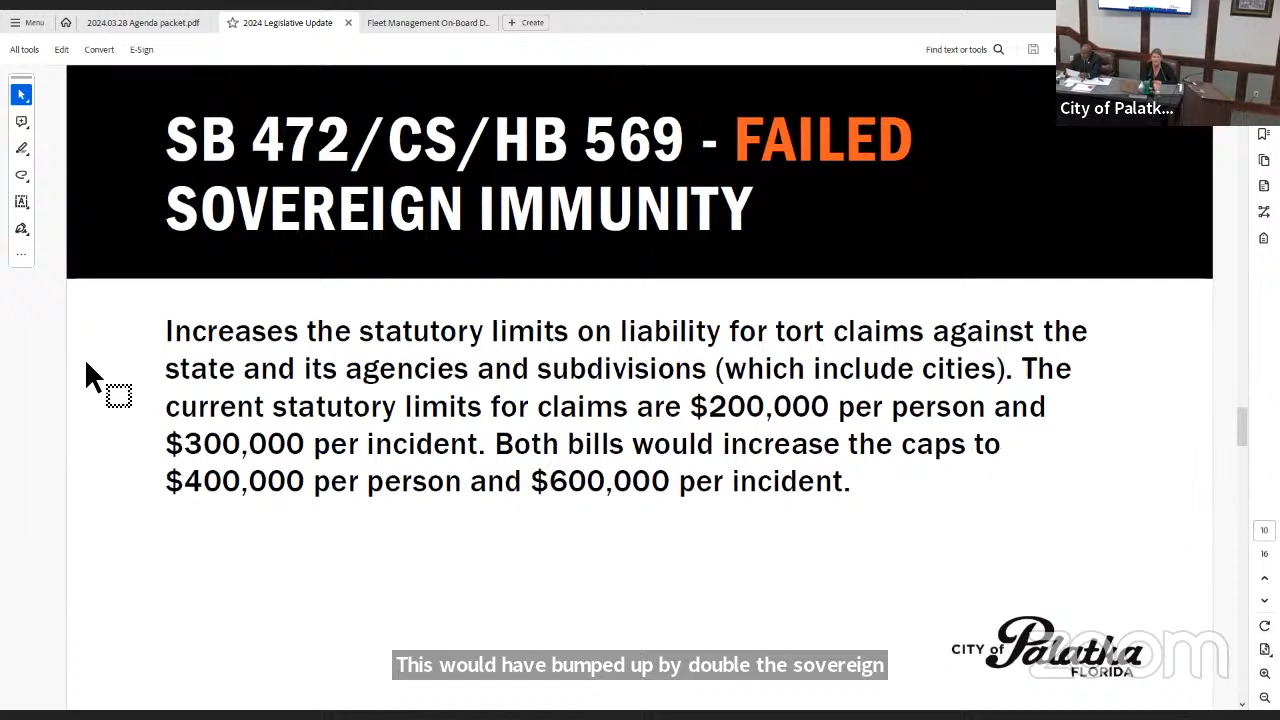 Menu
2024.03.28 Agenda packet.pdf
2024 Legislative Update
Fleet Management On-Board D...
+ Create
All tools
Edit
Convert
E-Sign
Find text or tools
City of Palatk...
SB 472/CS/HB 569 - FAILED
SOVEREIGN IMMUNITY
Increases the statutory limits on liability for tort claims against the
state and its agencies and subdivisions (which include cities). The
current statutory limits for claims are $200,000 per person and
$300,000 per incident. Both bills would increase the caps to
$400,000 per person and $600,000 per incident.
10
16
CITY OF Palatka
FLORIDA
zoom
This would have bumped up by double the sovereign